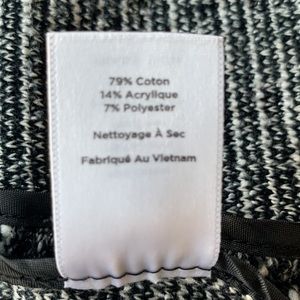 79% Coton
14% Acrylique
7% Polyester
Nettoyage À Sec
Fabriqué Au Vietnam